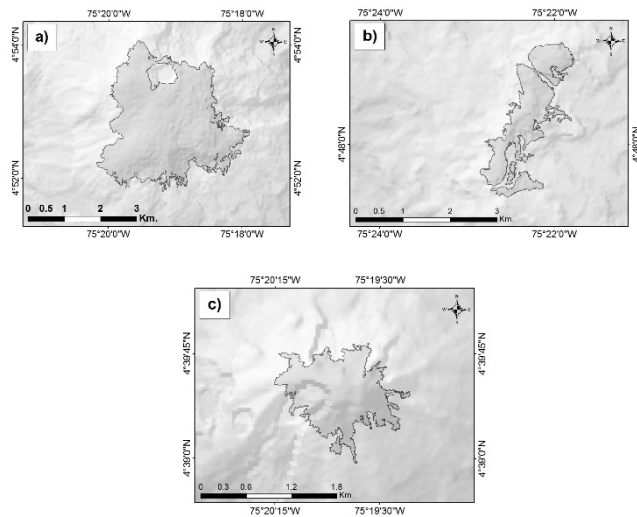 75°20'0"W 75°18'0"W
a)
4°54'0"N 4°54'0"N
4°52'0"N 4°52'0"N
0 0.5 1 2 3
Km.
75°20'0"W 75°18'0"W
75°24'0"W 75°22'0"W
b)
4°48'0"N 4°48'0"N
0 0.5 1 2 3
Km
75°24'0"W 75°22'0"W
75°20'15"W 75°19'30"W
c)
4°39'45"N 4°39'45"N
4°39'0"N 4°39'0"N
0 0.3 0.6 1.2 1.8
Km
75°20'15"W 75°19'30"W